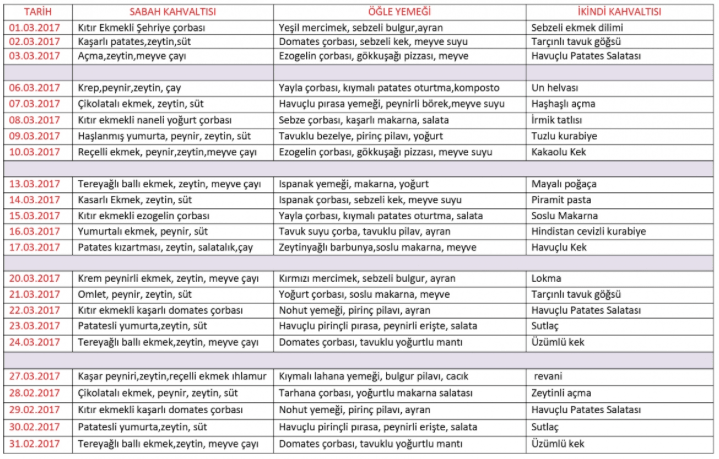 TARİH SABAH KAHVALTISI ÖĞLE YEMEĞİ İKİNDİ KAHVALTISI
01.03.2017 Kıtır Ekmekli Şehriye çorbası Yeşil mercimek, sebzeli bulgur,ayran Sebzeli ekmek dilimi
02.03.2017 Kaşarlı patates,zeytin,süt Domates çorbası, sebzeli kek, meyve suyu Tarçınlı tavuk göğsü
03.03.2017 Açma,zeytin,meyve çayı Ezogelin çorbası, gökkuşağı pizzası, meyve Havuçlu Patates Salatası
06.03.2017 Krep,peynir,zeytin, çay Yayla çorbası, kıymalı patates oturtma,komposto Un helvası
07.03.2017 Çikolatalı ekmek, zeytin, süt Havuçlu pırasa yemeği, peynirli börek,meyve suyu Haşhaşlı açma
08.03.2017 Kıtır ekmekli naneli yoğurt çorbası Sebze çorbası, kaşarlı makarna, salata İrmik tatlısı
09.03.2017 Haşlanmış yumurta, peynir, zeytin, süt Tavuklu bezelye, pirinç pilavı, yoğurt Tuzlu kurabiye
10.03.2017 Reçelli ekmek, peynir,zeytin,meyve çayı Ezogelin çorbası, gökkuşağı pizzası, meyve suyu Kakaolu Kek
13.03.2017 Tereyağlı ballı ekmek, zeytin, meyve çayı Ispanak yemeği, makarna, yoğurt Mayalı poğaça
14.03.2017 Kasarlı Ekmek, zeytin, süt Ispanak çorbası, sebzeli kek, meyve suyu Piramit pasta
15.03.2017 Kıtır ekmekli ezogelin çorbası Yayla çorbası, kıymalı patates oturtma, salata Soslu Makarna
16.03.2017 Yumurtalı ekmek, peynir, süt Tavuk suyu çorba, tavuklu pilav, ayran Hindistan cevizli kurabiye
17.03.2017 Patates kızartması, zeytin, salatalık,çay Zeytinyağlı barbunya,soslu makarna, meyve Havuçlu Kek
20.03.2017 Krem peynirli ekmek, zeytin, meyve çayı Kırmızı mercimek, sebzeli bulgur, ayran Lokma
21.03.2017 Omlet, peynir, zeytin, süt Yoğurt çorbası, soslu makarna, meyve Tarçınlı tavuk göğsü
22.03.2017 Kıtır ekmekli kaşarlı domates çorbası Nohut yemeği, pirinç pilavı, ayran Havuçlu Patates Salatası
23.03.2017 Patatesli yumurta,zeytin, süt Havuçlu pirinçli pırasa, peynirli erişte, salata Sutlaç
24.03.2017 Tereyağlı ballı ekmek,zeytin, meyve çayı Domates çorbası, tavuklu yoğurtlu mantı Üzümlü kek
27.03.2017 Kaşar peyniri,zeytin,reçelli ekmek ıhlamur Kıymalı lahana yemeği, bulgur pilavı, cacık revani
28.02.2017 Çikolatalı ekmek, peynir, zeytin, süt Tarhana çorbası, yoğurtlu makarna salatası Zeytinli açma
29.02.2017 Kıtır ekmekli kaşarlı domates çorbası Nohut yemeği, pirinç pilavı, ayran Havuçlu Patates Salatası
30.02.2017 Patatesli yumurta,zeytin, süt Havuçlu pirinçli pırasa, peynirli erişte, salata Sutlaç
31.02.2017 Tereyağlı ballı ekmek,zeytin, meyve çayı Domates çorbası, tavuklu yoğurtlu mantı Üzümlü kek